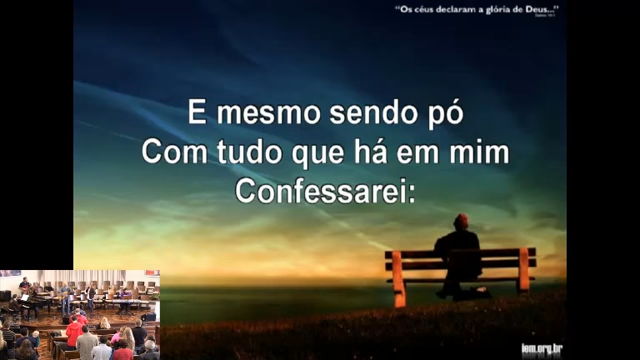 “Os céus declaram a glória de Deus...”
E mesmo sendo pó
Com tudo que há em mim
Confessarei:
iem.org.br